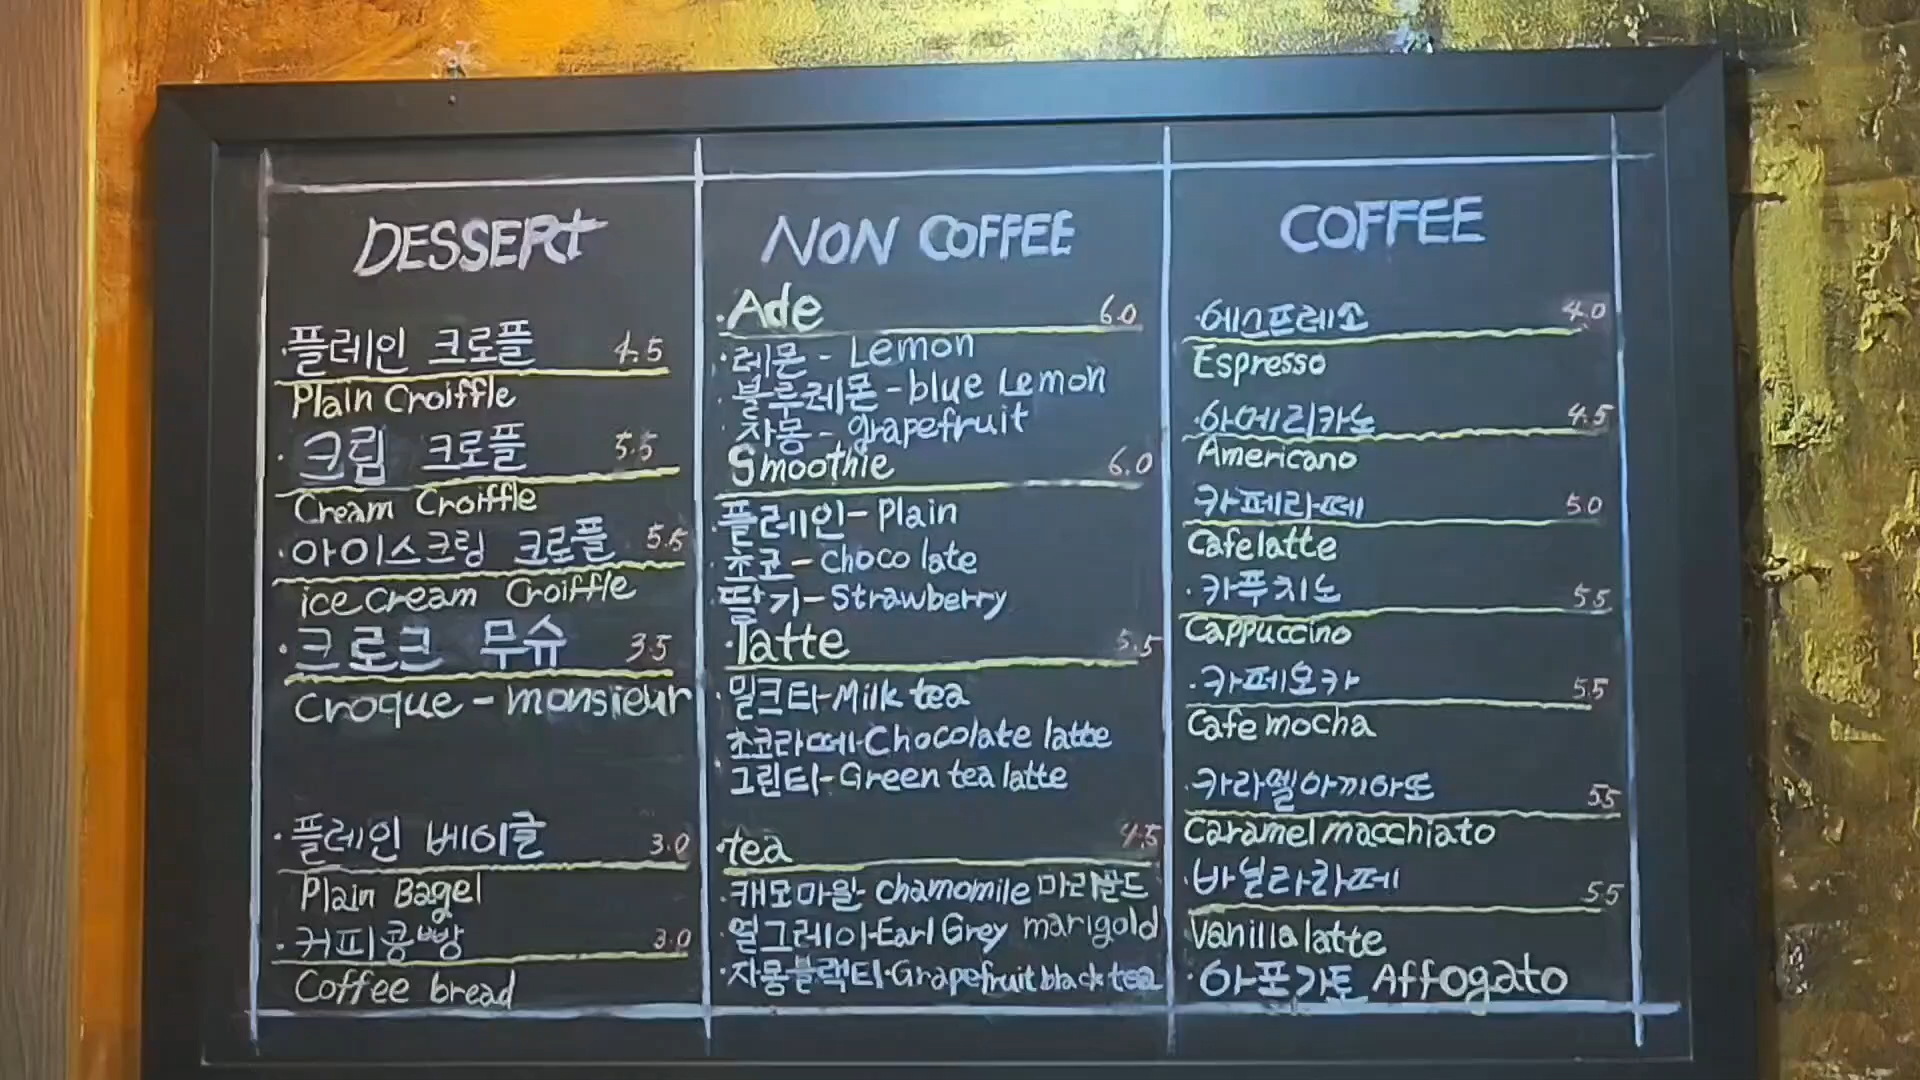 DESSERT
·플레인 크로플 4.5
Plain Croiffle
·크림 크로플 5.5
Cream Croiffle
·아이스크림 크로플 5.5
ice cream Croiffle
·크로크 무슈 3.5
Croque-monsieur
·플레인 베이글 3.0
Plain Bagel
·커피콩빵 3.0
Coffee bread
NON COFFEE
·Ade 6.0
·레몬 - Lemon
·블루레몬 - blue Lemon
·자몽 - grapefruit
Smoothie 6.0
·플레인 - Plain
·초코 - Chocolate
·딸기 - Strawberry
·latte 5.5
·밀크티-Milk tea
초코라떼-Chocolate latte
그린티-Green tea latte
·tea 4.5
·캐모마일 chamomile 마리골드
·얼그레이-Earl Grey marigold
·자몽블랙티-Grapefruit black tea
COFFEE
·에스프레소 4.0
Espresso
·아메리카노 4.5
Americano
카페라떼 5.0
Cafe latte
·카푸치노 5.5
Cappuccino
·카페모카 5.5
Cafe mocha
·카라멜마끼아또 5.5
Caramel macchiato
·바닐라라떼 5.5
Vanilla latte
·아포가토 Affogato